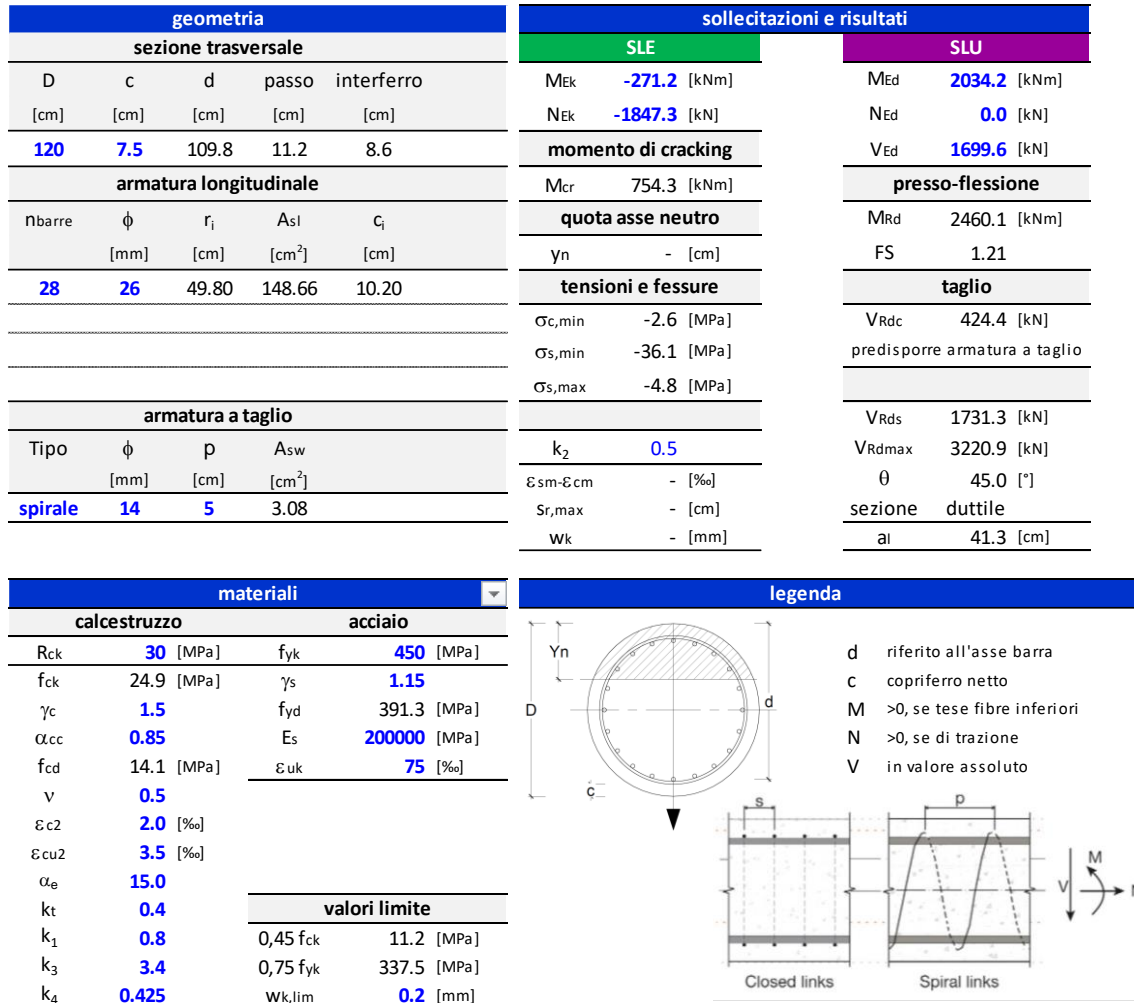 geometria
sezione trasversale
D c d passo interferro
[cm] [cm] [cm] [cm] [cm]
120 7.5 109.8 11.2 8.6
armatura longitudinale
nbarre ϕ ri Asl ci
[mm] [cm] [cm²] [cm]
28 26 49.80 148.66 10.20
armatura a taglio
Tipo ϕ p Asw
[mm] [cm] [cm²]
spirale 14 5 3.08
sollecitazioni e risultati
SLE
MEk -271.2 [kNm]
NEk -1847.3 [kN]
momento di cracking
Mcr 754.3 [kNm]
quota asse neutro
yn - [cm]
tensioni e fessure
σc,min -2.6 [MPa]
σs,min -36.1 [MPa]
σs,max -4.8 [MPa]
k2 0.5
εsm-εcm - [‰]
Sr,max - [cm]
wk - [mm]
SLU
MEd 2034.2 [kNm]
NEd 0.0 [kN]
VEd 1699.6 [kN]
presso-flessione
MRd 2460.1 [kNm]
FS 1.21
taglio
VRdc 424.4 [kN]
predisporre armatura a taglio
VRds 1731.3 [kN]
VRdmax 3220.9 [kN]
θ 45.0 [°]
sezione duttile
al 41.3 [cm]
materiali
calcestruzzo
Rck 30 [MPa]
fck 24.9 [MPa]
γc 1.5
αcc 0.85
fcd 14.1 [MPa]
ν 0.5
εc2 2.0 [‰]
εcu2 3.5 [‰]
αe 15.0
kt 0.4
k1 0.8
k3 3.4
k4 0.425
acciaio
fyk 450 [MPa]
γs 1.15
fyd 391.3 [MPa]
Es 200000 [MPa]
εuk 75 [‰]
valori limite
0,45 fck 11.2 [MPa]
0,75 fyk 337.5 [MPa]
wk,lim 0.2 [mm]
legenda
Yn
D
d
c
d riferito all'asse barra
c copriferro netto
M >0, se tese fibre inferiori
N >0, se di trazione
V in valore assoluto
s
p
M
V
Closed links
Spiral links